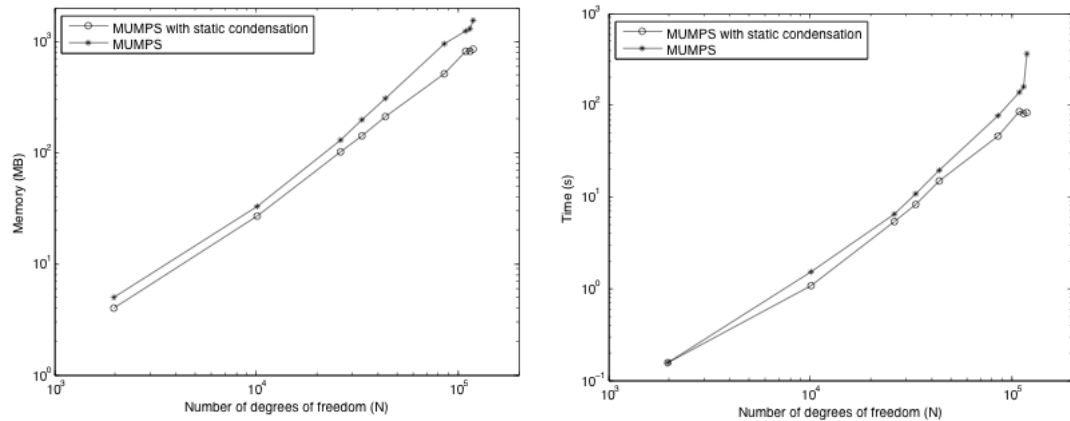 MUMPS with static condensation
MUMPS
10^3
10^2
10^1
10^0
Memory (MB)
10^3
10^4
10^5
Number of degrees of freedom (N)
MUMPS with static condensation
MUMPS
10^3
10^2
10^1
10^0
10^-1
Time (s)
10^3
10^4
10^5
Number of degrees of freedom (N)